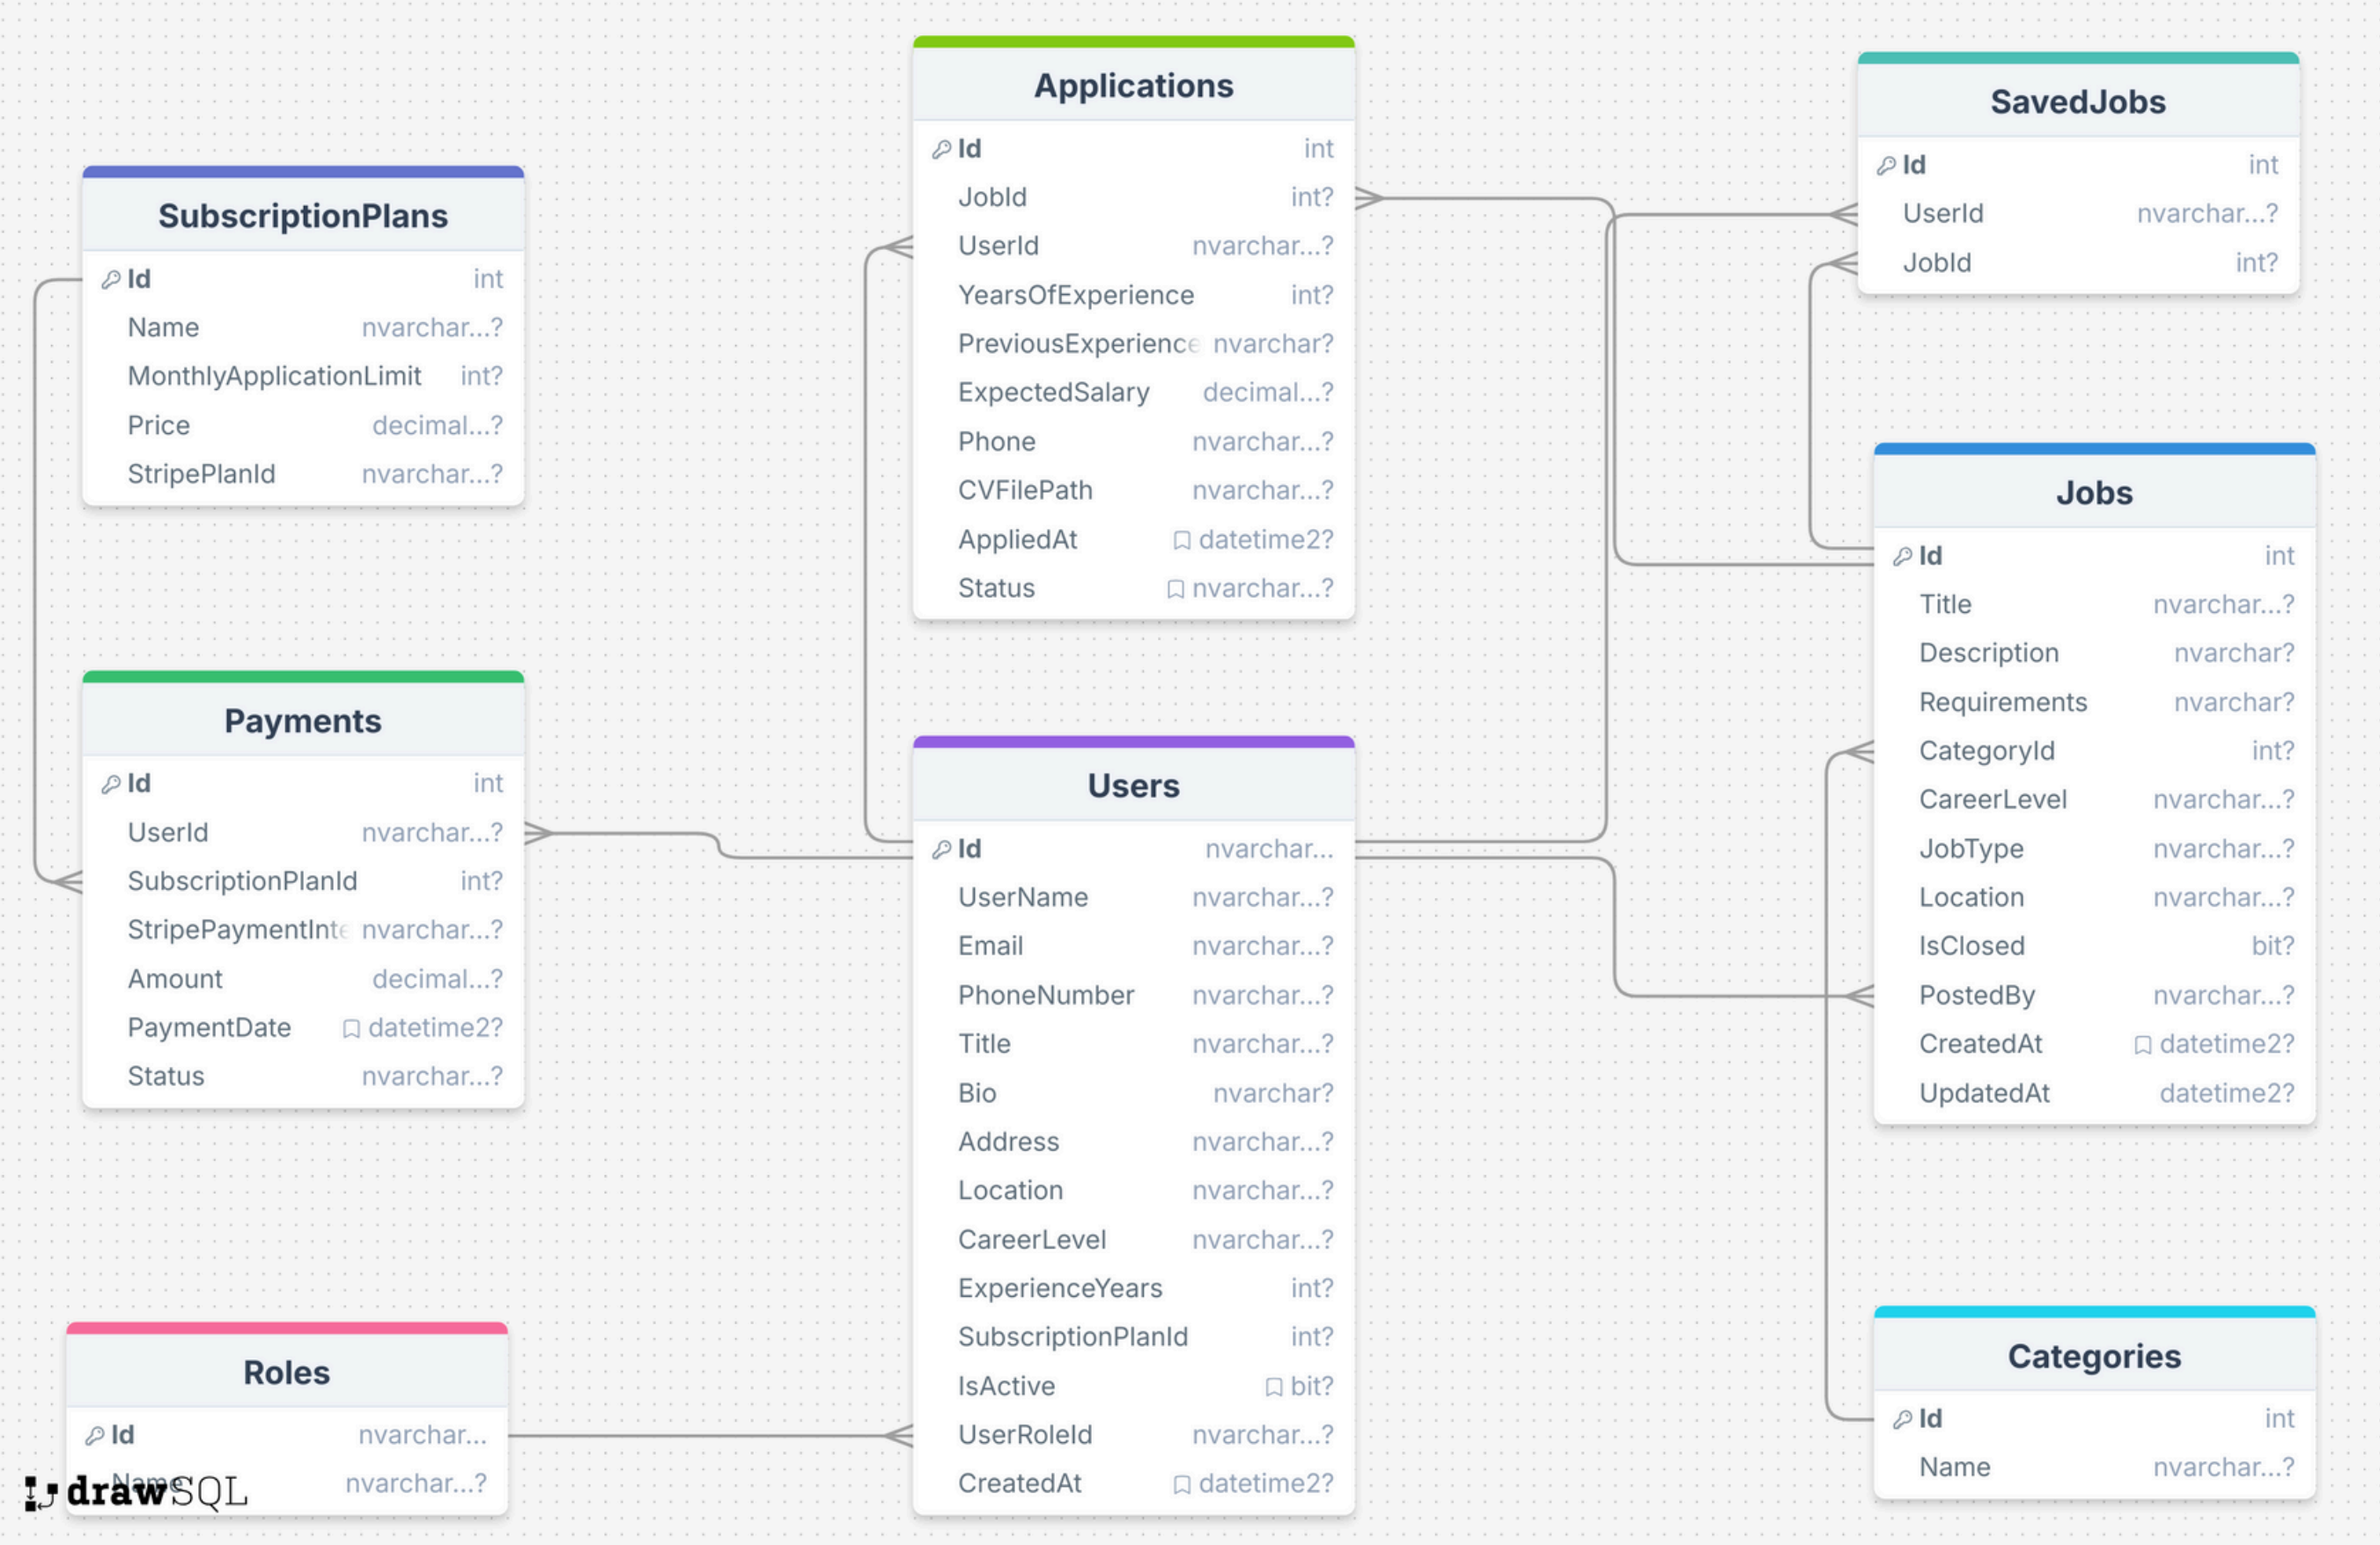 SubscriptionPlans
Id int
Name nvarchar...?
MonthlyApplicationLimit int?
Price decimal...?
StripePlanId nvarchar...?
Payments
Id int
UserId nvarchar...?
SubscriptionPlanId int?
StripePaymentInte nvarchar...?
Amount decimal...?
PaymentDate datetime2?
Status nvarchar...?
Roles
Id nvarchar...
Name nvarchar...?
drawSQL
Applications
Id int
JobId int?
UserId nvarchar...?
YearsOfExperience int?
PreviousExperience nvarchar?
ExpectedSalary decimal...?
Phone nvarchar...?
CVFilePath nvarchar...?
AppliedAt datetime2?
Status nvarchar...?
Users
Id nvarchar...
UserName nvarchar...?
Email nvarchar...?
PhoneNumber nvarchar...?
Title nvarchar...?
Bio nvarchar?
Address nvarchar...?
Location nvarchar...?
CareerLevel nvarchar...?
ExperienceYears int?
SubscriptionPlanId int?
IsActive bit?
UserRoleId nvarchar...?
CreatedAt datetime2?
SavedJobs
Id int
UserId nvarchar...?
JobId int?
Jobs
Id int
Title nvarchar...?
Description nvarchar?
Requirements nvarchar?
CategoryId int?
CareerLevel nvarchar...?
JobType nvarchar...?
Location nvarchar...?
IsClosed bit?
PostedBy nvarchar...?
CreatedAt datetime2?
UpdatedAt datetime2?
Categories
Id int
Name nvarchar...?